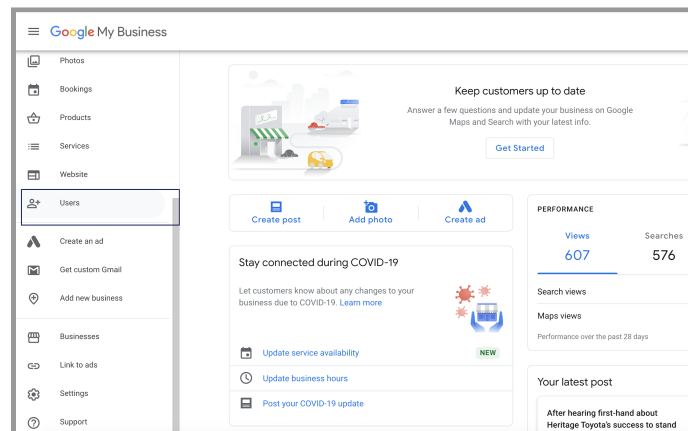 Google My Business
Photos
Bookings
Products
Services
Website
Users
Create an ad
Get custom Gmail
Add new business
Businesses
Link to ads
Settings
Support
Keep customers up to date
Answer a few questions and update your business on Google
Maps and Search with your latest info.
Get Started
Create post
Add photo
Create ad
Stay connected during COVID-19
Let customers know about any changes to your
business due to COVID-19. Learn more
Update service availability
NEW
Update business hours
Post your COVID-19 update
PERFORMANCE
Views
Searches
607
576
Search views
Maps views
Performance over the past 28 days
Your latest post
After hearing first-hand about
Heritage Toyota's success to stand